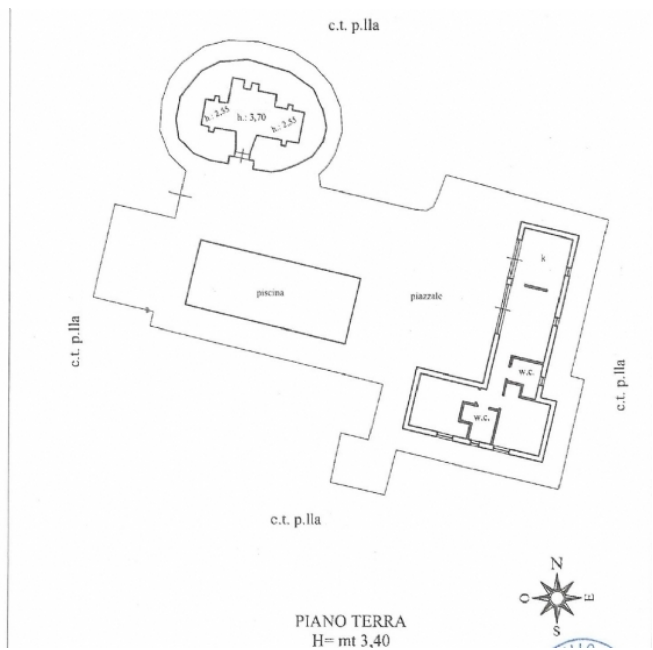 c.t. p.lla
h.: 2,55
h.: 3,70
h.: 2,55
k
piscina
piazzale
c.t. p.lla
w.c.
c.t. p.lla
w.c.
c.t. p.lla
N
O
E
S
PIANO TERRA
H= mt 3,40